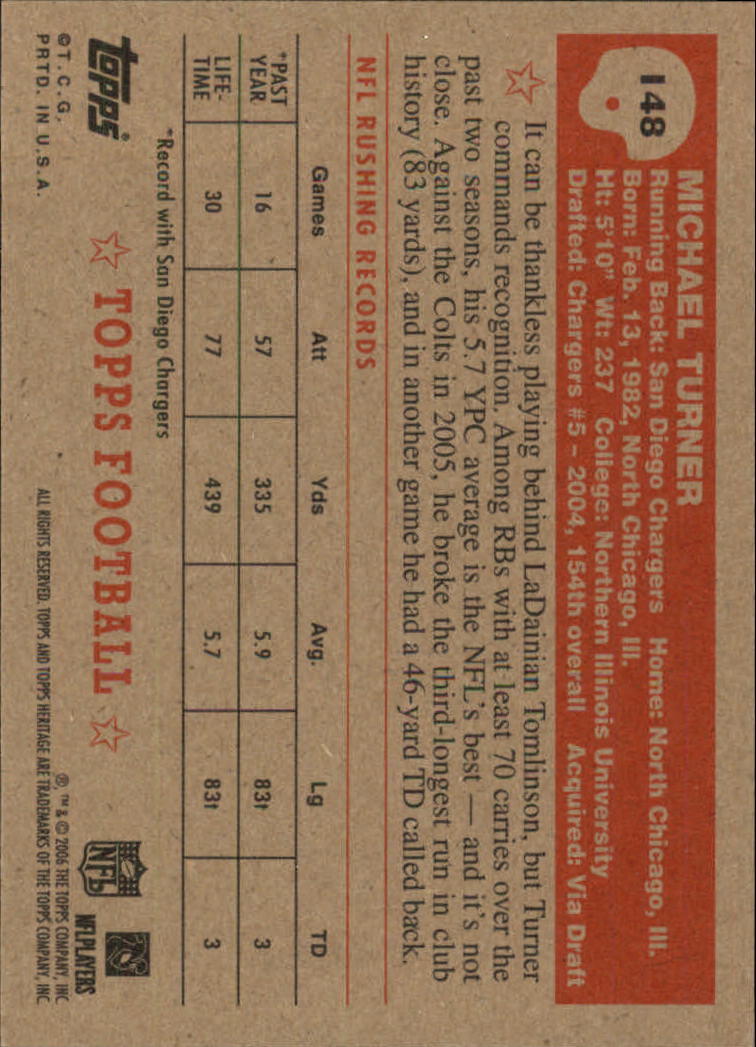 148
MICHAEL TURNER
Running Back: San Diego Chargers Home: North Chicago, Ill.
Born: Feb. 13, 1982, North Chicago, Ill.
Ht: 5'10" Wt: 237 College: Northern Illinois University
Drafted: Chargers #5 - 2004, 154th overall Acquired: Via Draft
It can be thankless playing behind LaDainian Tomlinson, but Turner
commands recognition. Among RBs with at least 70 carries over the
past two seasons, his 5.7 YPC average is the NFL's best — and it's not
close. Against the Colts in 2005, he broke the third-longest run in club
history (83 yards), and in another game he had a 46-yard TD called back.
NFL RUSHING RECORDS
Games Att Yds Avg. Lg TD
*PAST
YEAR 16 57 335 5.9 83t 3
LIFE-
TIME 30 77 439 5.7 83t 3
*Record with San Diego Chargers
topps®
©T.C.G.
PRTD. IN U.S.A.
TOPPS FOOTBALL
NFL
NFL PLAYERS
®, ™ & © 2006 THE TOPPS COMPANY, INC
ALL RIGHTS RESERVED. TOPPS AND TOPPS HERITAGE ARE TRADEMARKS OF THE TOPPS COMPANY, INC